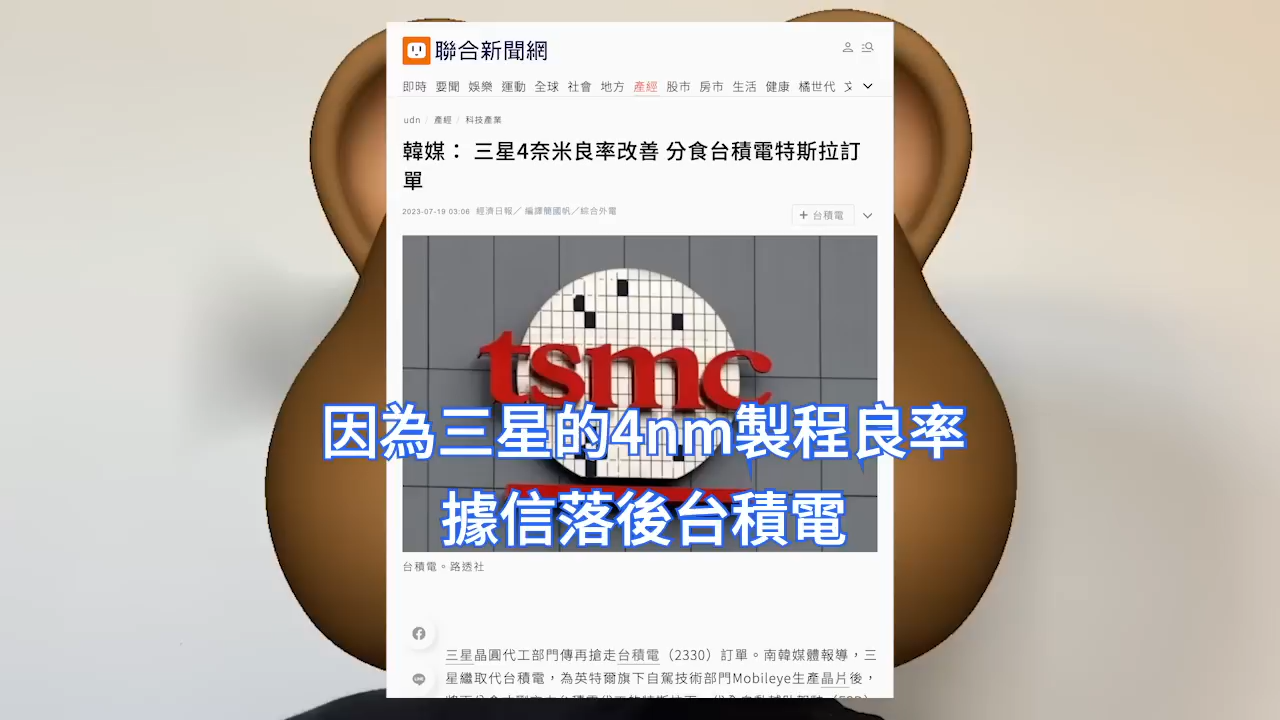 聯合新聞網
即時 要聞 娛樂 運動 全球 社會 地方 產經 股市 房市 生活 健康 橘世代
udn / 產經 / 科技產業
韓媒： 三星4奈米良率改善 分食台積電特斯拉訂
單
2023-07-19 03:06 經濟日報／ 編譯簡國帆／綜合外電
+ 台積電
tsmc
因為三星的4nm製程良率
據信落後台積電
台積電。路透社
三星晶圓代工部門傳再搶走台積電（2330）訂單。南韓媒體報導，三
星繼取代台積電，為英特爾旗下自駕技術部門Mobileye生產晶片後，